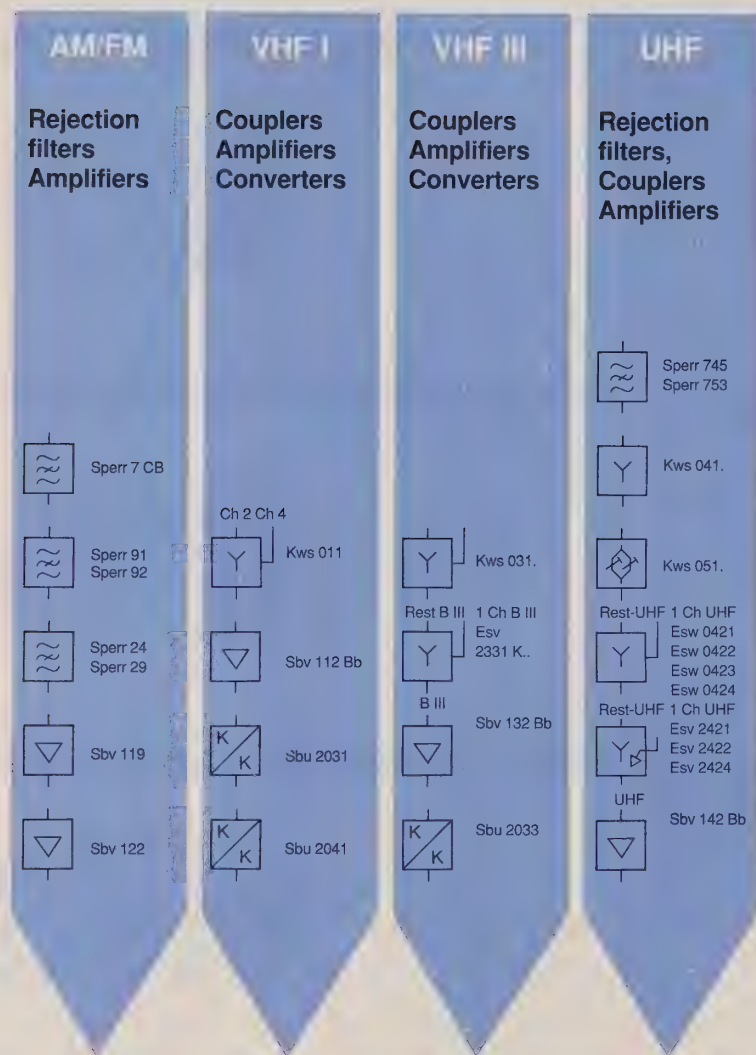 AM/FM
Rejection
filters
Amplifiers
Sperr 7 CB
Sperr 91
Sperr 92
Sperr 24
Sperr 29
Sbv 119
Sbv 122
VHF I
Couplers
Amplifiers
Converters
Ch 2 Ch 4
Kws 011
Sbv 112 Bb
K
K
Sbu 2031
K
K
Sbu 2041
VHF III
Couplers
Amplifiers
Converters
Kws 031.
Rest B III 1 Ch B III
Esv
2331 K..
B III
Sbv 132 Bb
K
K
Sbu 2033
UHF
Rejection
filters,
Couplers
Amplifiers
Sperr 745
Sperr 753
Kws 041.
Kws 051.
Rest-UHF 1 Ch UHF
Esw 0421
Esw 0422
Esw 0423
Esw 0424
Rest-UHF 1 Ch UHF
Esv 2421
Esv 2422
Esv 2424
UHF
Sbv 142 Bb